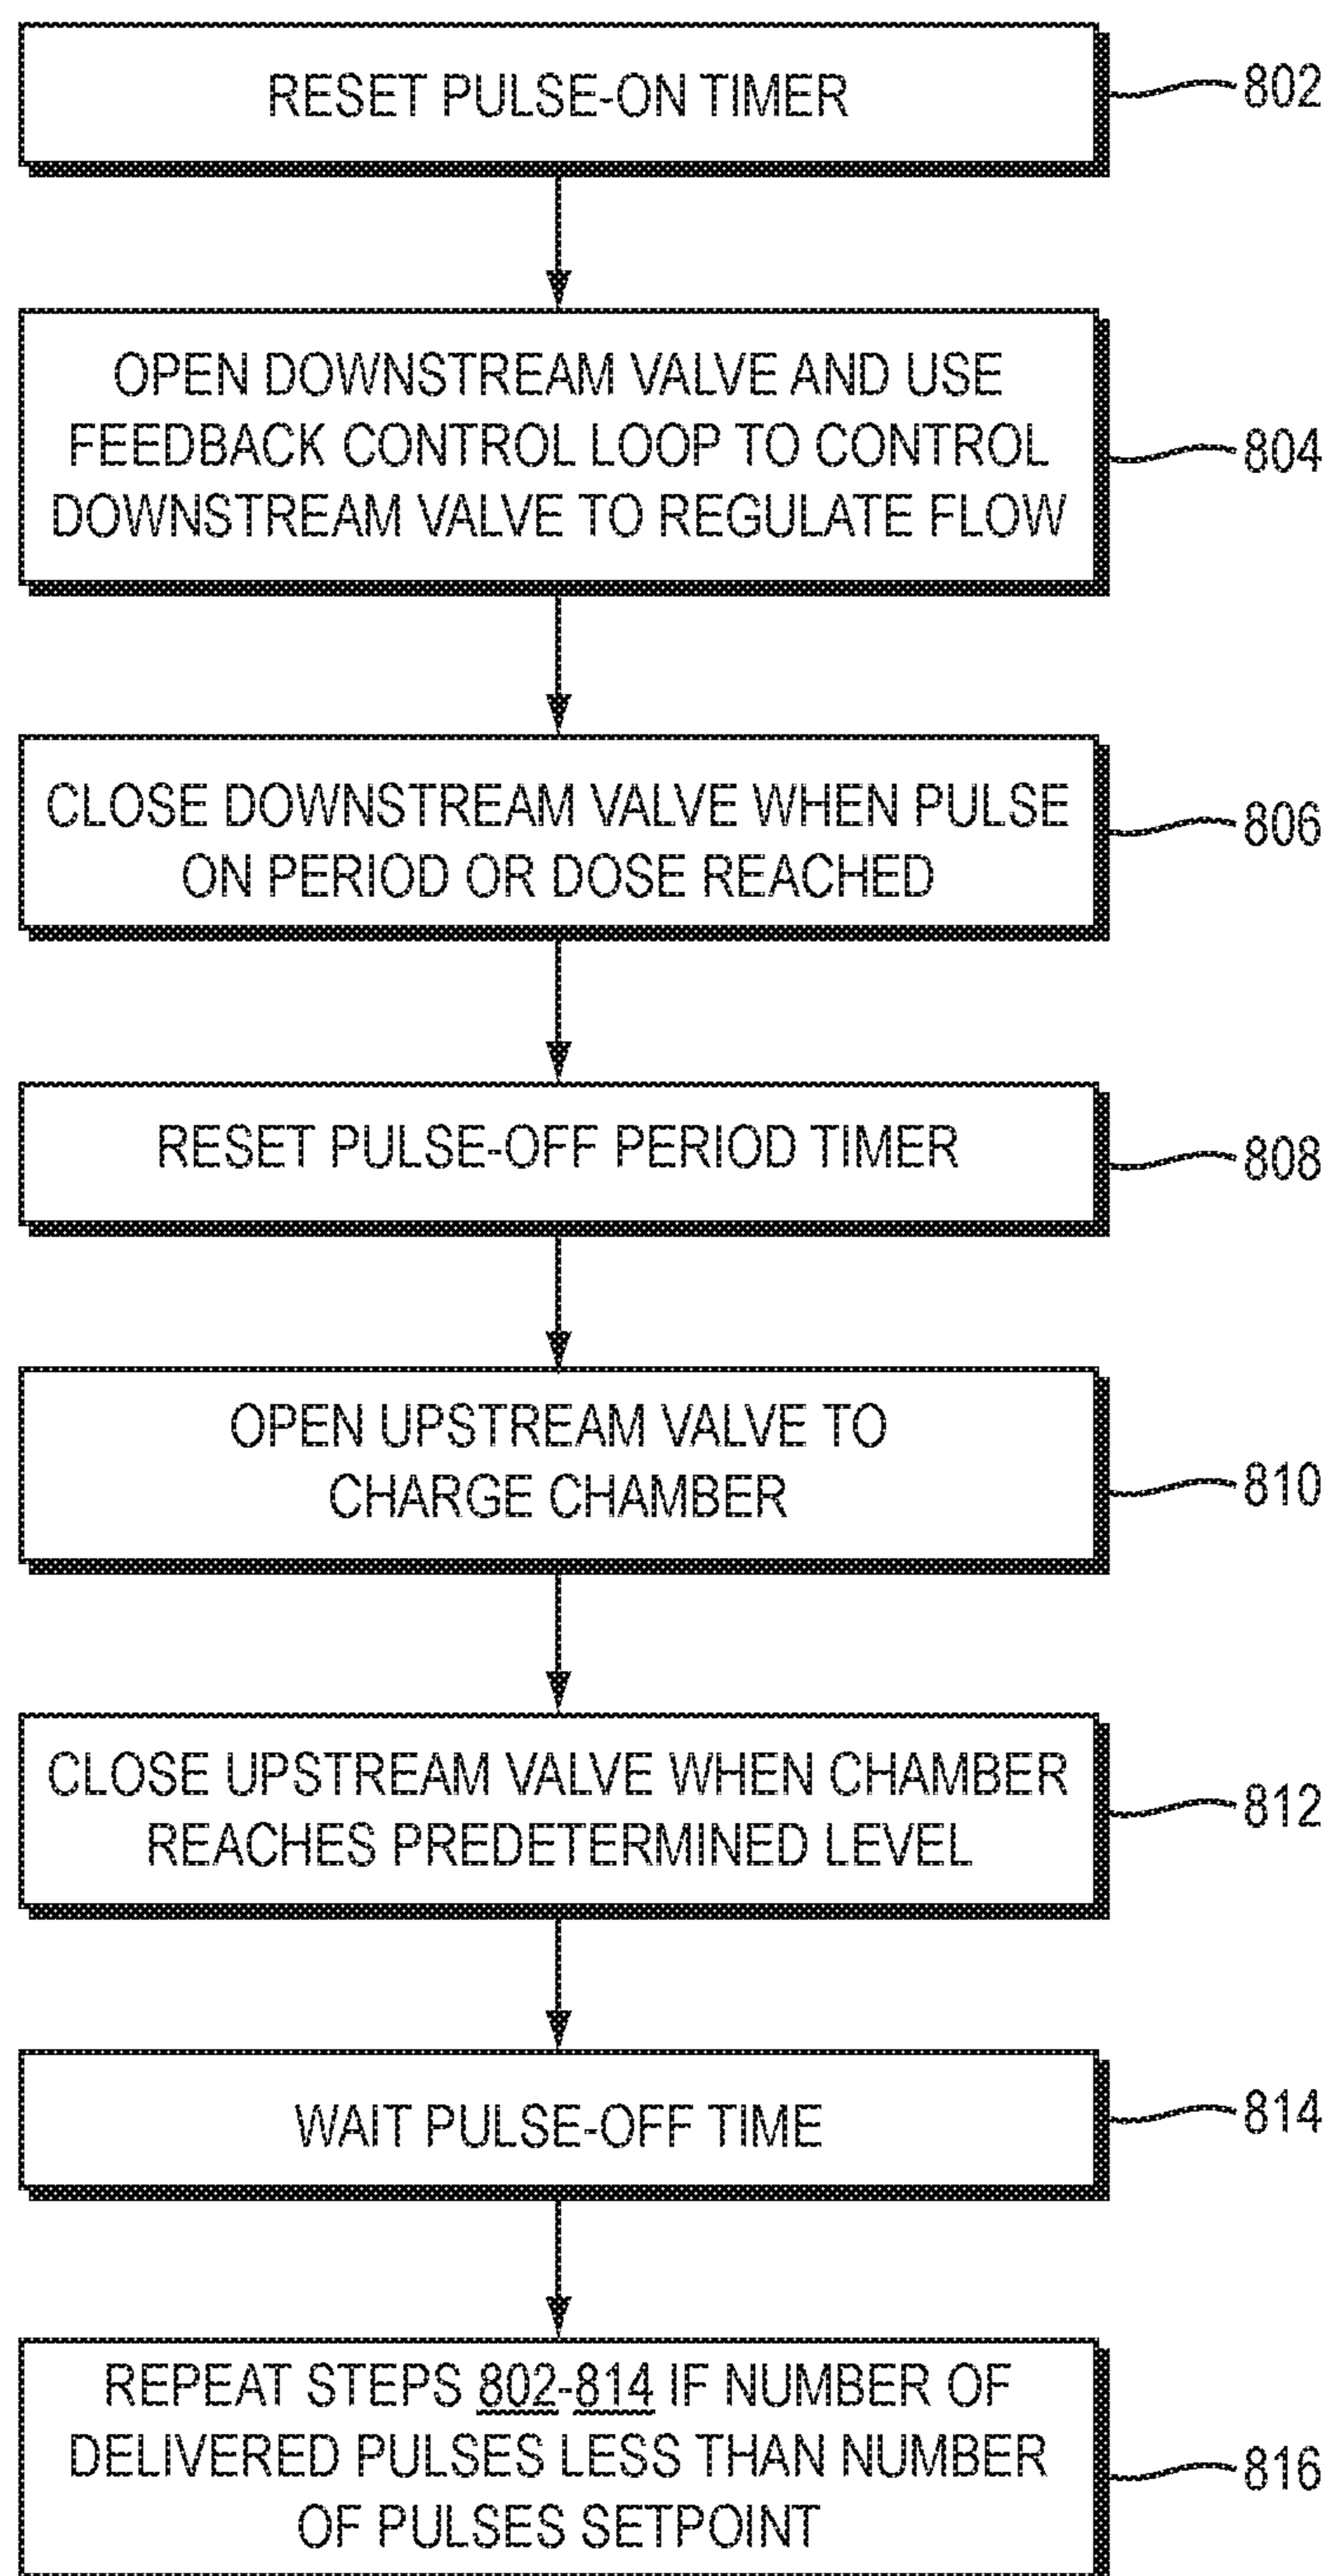 RESET PULSE-ON TIMER
802
OPEN DOWNSTREAM VALVE AND USE
FEEDBACK CONTROL LOOP TO CONTROL
DOWNSTREAM VALVE TO REGULATE FLOW
804
CLOSE DOWNSTREAM VALVE WHEN PULSE
ON PERIOD OR DOSE REACHED
806
RESET PULSE-OFF PERIOD TIMER
808
OPEN UPSTREAM VALVE TO
CHARGE CHAMBER
810
CLOSE UPSTREAM VALVE WHEN CHAMBER
REACHES PREDETERMINED LEVEL
812
WAIT PULSE-OFF TIME
814
REPEAT STEPS 802-814 IF NUMBER OF
DELIVERED PULSES LESS THAN NUMBER
OF PULSES SETPOINT
816